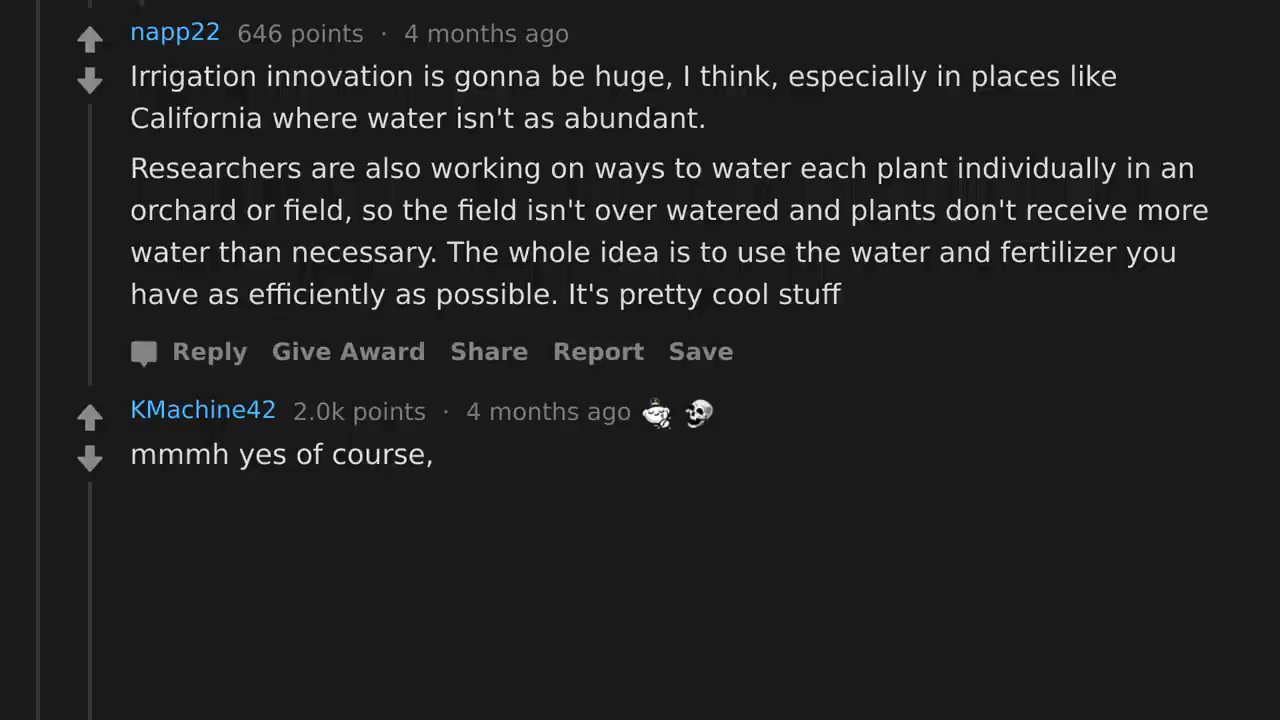 napp22 646 points · 4 months ago
Irrigation innovation is gonna be huge, I think, especially in places like
California where water isn't as abundant.
Researchers are also working on ways to water each plant individually in an
orchard or field, so the field isn't over watered and plants don't receive more
water than necessary. The whole idea is to use the water and fertilizer you
have as efficiently as possible. It's pretty cool stuff
Reply Give Award Share Report Save
KMachine42 2.0k points · 4 months ago
mmmh yes of course,